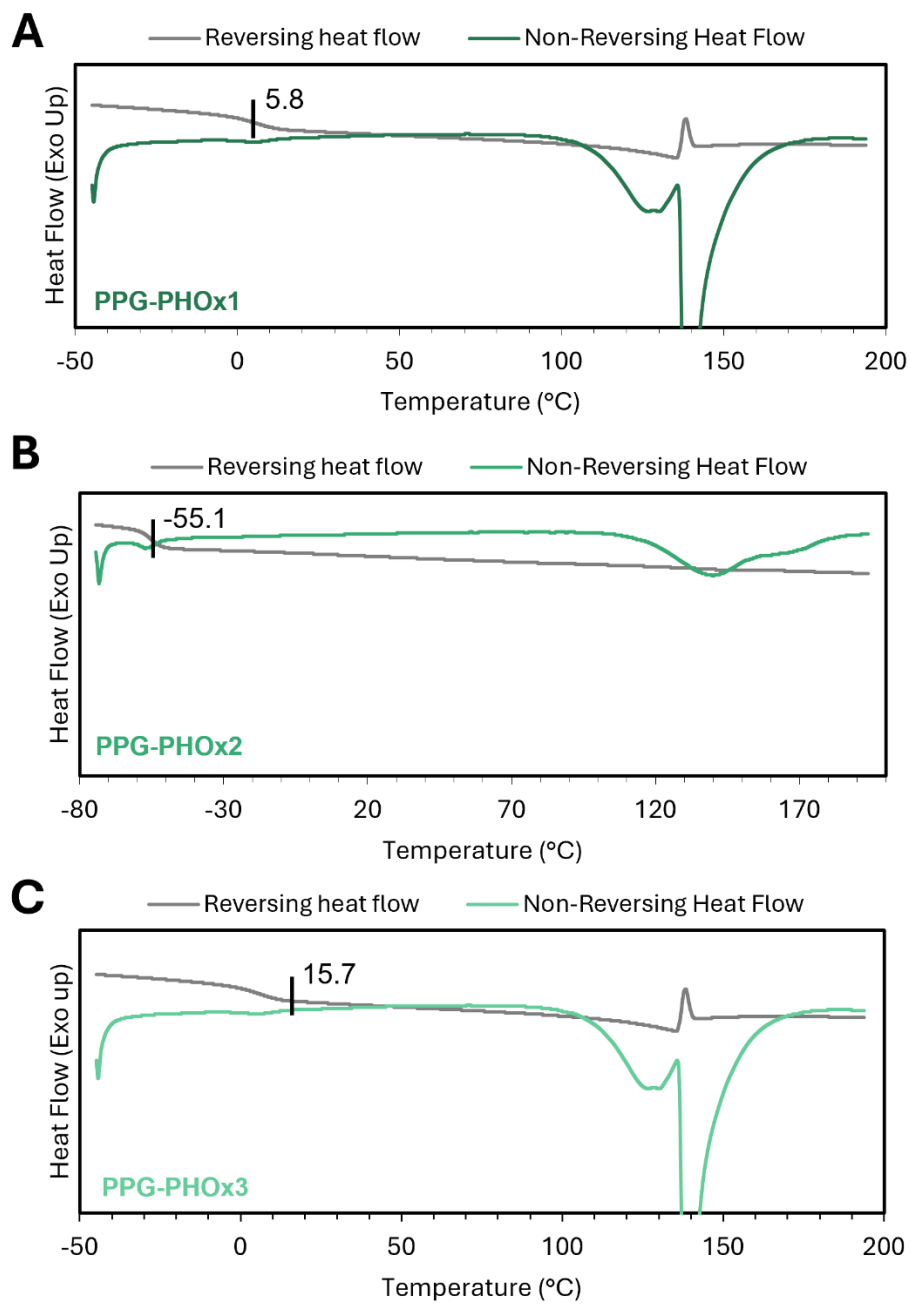 A
Reversing heat flow Non-Reversing Heat Flow
5.8
Heat Flow (Exo Up)
PPG-PHOx1
-50 0 50 100 150 200
Temperature (°C)
B
Reversing heat flow Non-Reversing Heat Flow
-55.1
Heat Flow (Exo Up)
PPG-PHOx2
-80 -30 20 70 120 170
Temperature (°C)
C
Reversing heat flow Non-Reversing Heat Flow
15.7
Heat Flow (Exo up)
PPG-PHOx3
-50 0 50 100 150 200
Temperature (°C)